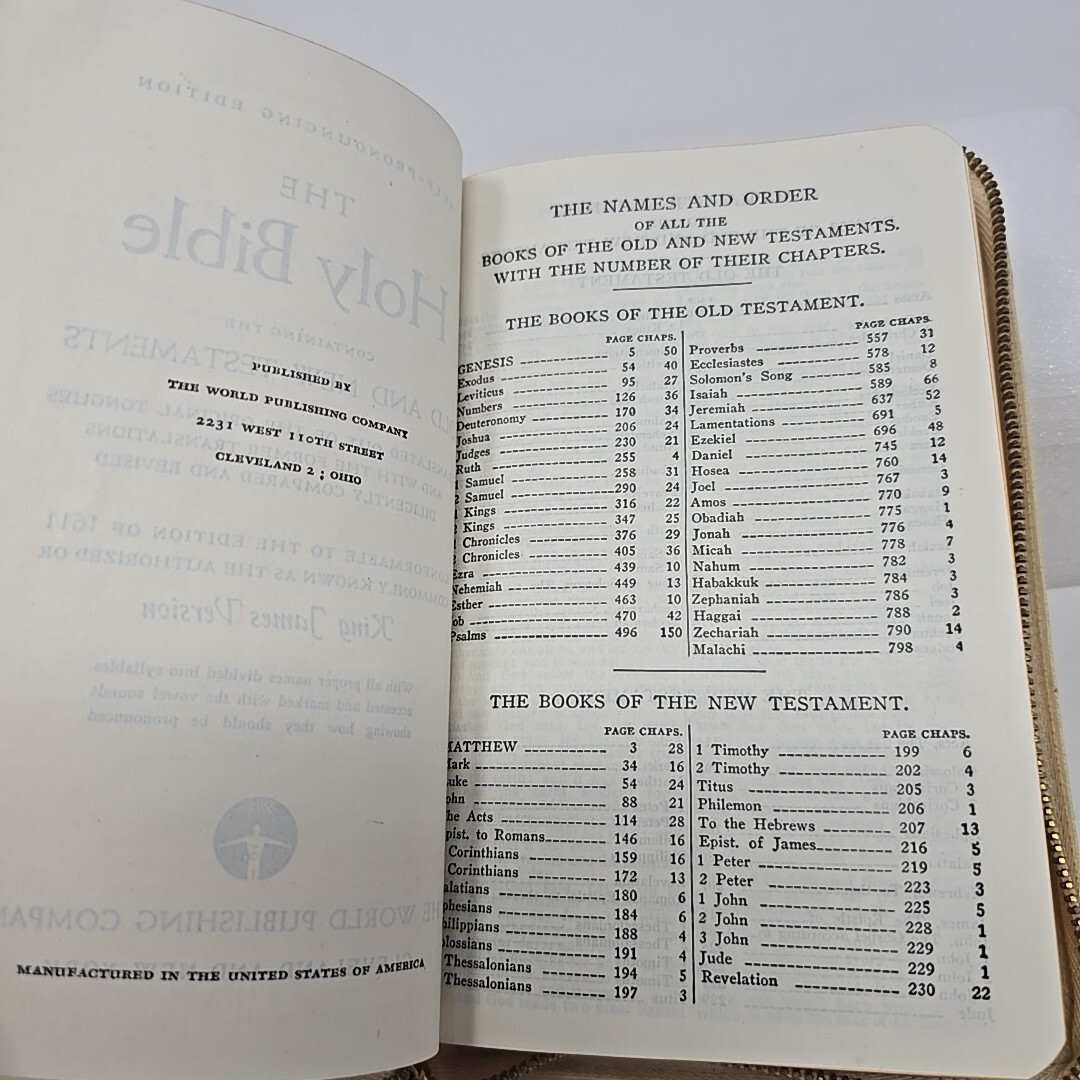 PUBLISHED BY
THE WORLD PUBLISHING COMPANY
2231 WEST 110TH STREET
CLEVELAND 2 ; OHIO
MANUFACTURED IN THE UNITED STATES OF AMERICA
THE NAMES AND ORDER
OF ALL THE
BOOKS OF THE OLD AND NEW TESTAMENTS.
WITH THE NUMBER OF THEIR CHAPTERS.
THE BOOKS OF THE OLD TESTAMENT.
PAGE CHAPS.
GENESIS 5 50
Exodus 54 40
Leviticus 95 27
Numbers 126 36
Deuteronomy 170 34
Joshua 206 24
Judges 230 21
Ruth 255 4
Samuel 258 31
2 Samuel 290 24
Kings 316 22
Kings 347 25
Chronicles 376 29
Chronicles 405 36
Ezra 439 10
Nehemiah 449 13
Esther 463 10
ob 470 42
Psalms 496 150
PAGE CHAPS.
Proverbs 557 31
Ecclesiastes 578 12
Solomon's Song 585 8
Isaiah 589 66
Jeremiah 637 52
Lamentations 691 5
Ezekiel 696 48
Daniel 745 12
Hosea 760 14
Joel 767 3
Amos 770 9
Obadiah 775 1
Jonah 776 4
Micah 778 7
Nahum 782 3
Habakkuk 784 3
Zephaniah 786 3
Haggai 788 2
Zechariah 790 14
Malachi 798 4
THE BOOKS OF THE NEW TESTAMENT.
PAGE CHAPS.
MATTHEW 3 28
ark 34 16
uke 54 24
ohn 88 21
he Acts 114 28
pist. to Romans 146 16
Corinthians 159 16
Corinthians 172 13
alatians 180 6
phesians 184 6
hilippians 188 4
olossians 191 4
Thessalonians 194 5
Thessalonians 197 3
PAGE CHAPS.
1 Timothy 199 6
2 Timothy 202 4
Titus 205 3
Philemon 206 1
To the Hebrews 207 13
Epist. of James 216 5
1 Peter 219 5
2 Peter 223 3
1 John 225 5
2 John 228 1
3 John 229 1
Jude 229 1
Revelation 230 22